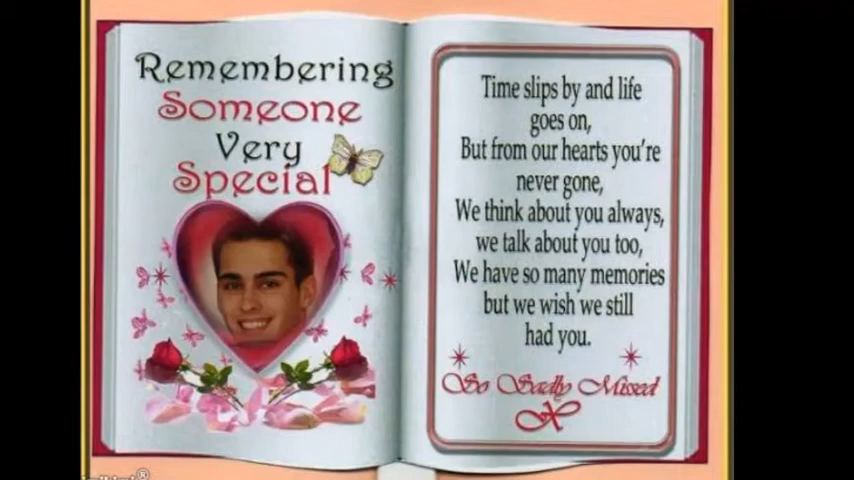 Remembering
Someone
Very
Special
Time slips by and life
goes on,
But from our hearts you're
never gone,
We think about you always,
we talk about you too,
We have so many memories
but we wish we still
had you.
So Sadly Missed
X